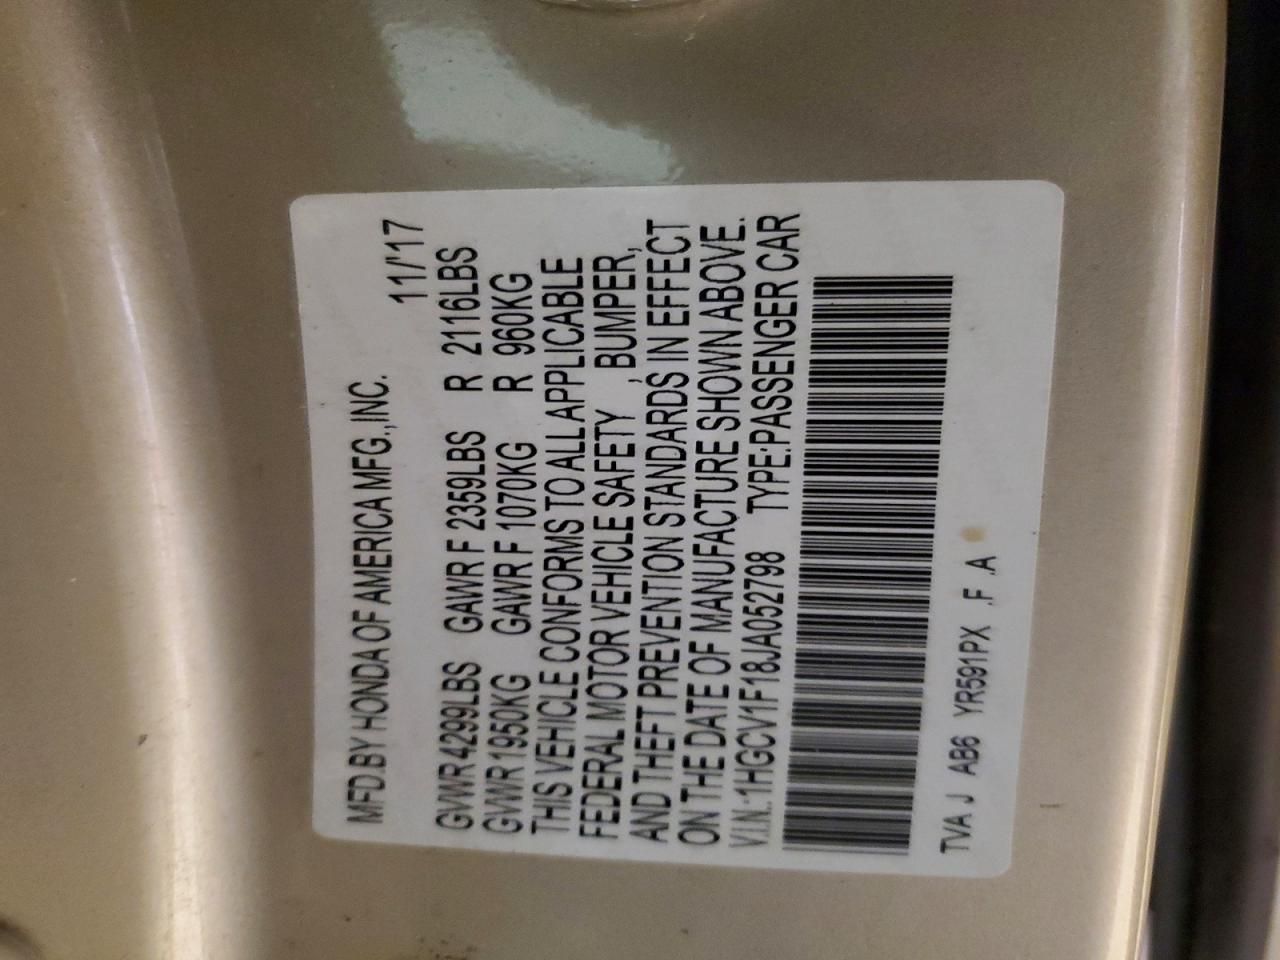 MFD.BY HONDA OF AMERICA MFG.,INC.
11/'17
GVWR 4299LBS GAWR F 2359LBS R 2116LBS
GVWR 1950KG GAWR F 1070KG R 960KG
THIS VEHICLE CONFORMS TO ALL APPLICABLE
FEDERAL MOTOR VEHICLE SAFETY , BUMPER,
AND THEFT PREVENTION STANDARDS IN EFFECT
ON THE DATE OF MANUFACTURE SHOWN ABOVE.
V.I.N.:1HGCV1F18JA052798 TYPE:PASSENGER CAR
TVA J AB6 YR591PX .F .A